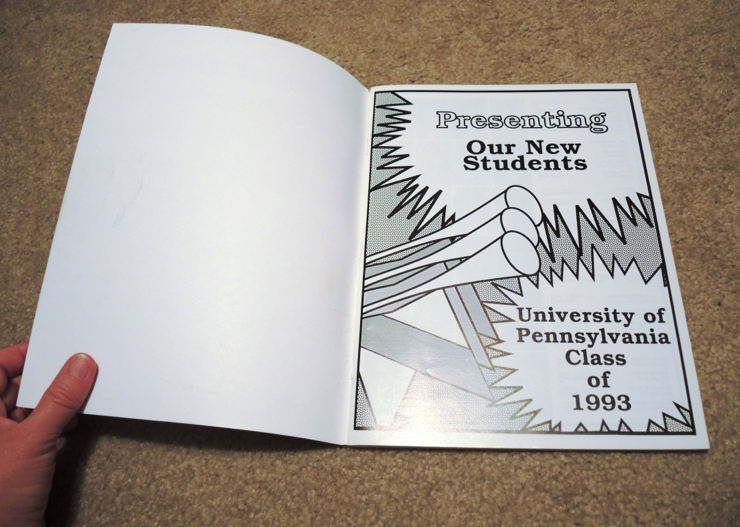 Presenting
Our New
Students
University of
Pennsylvania
Class
of
1993